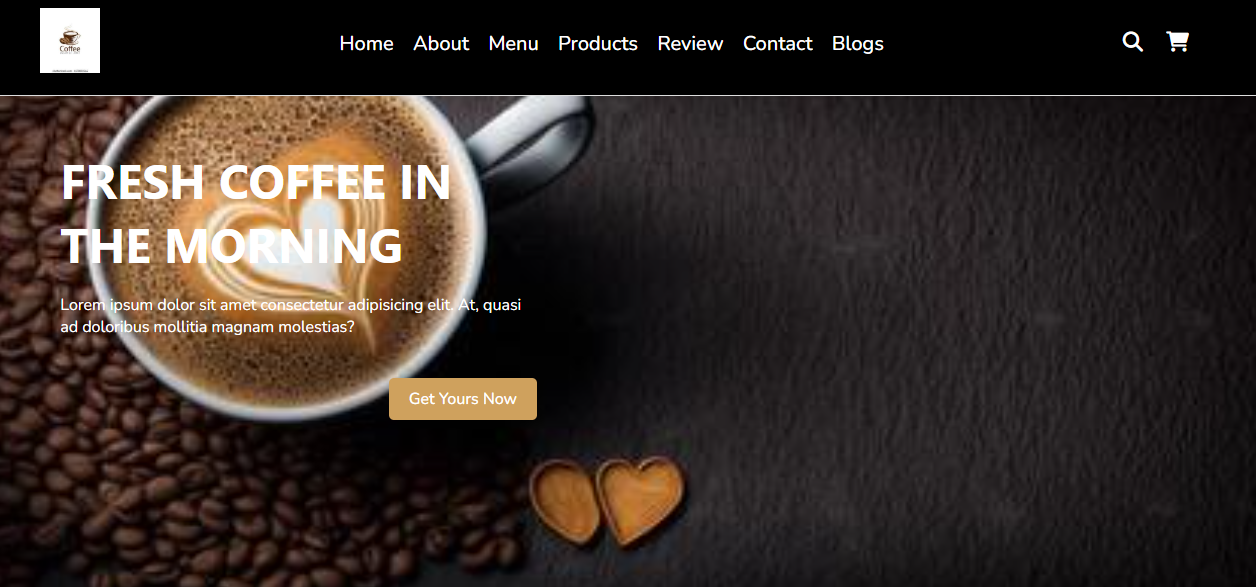 Coffee
Home About Menu Products Review Contact Blogs
FRESH COFFEE IN
THE MORNING
Lorem ipsum dolor sit amet consectetur adipisicing elit. At, quasi
ad doloribus mollitia magnam molestias?
Get Yours Now